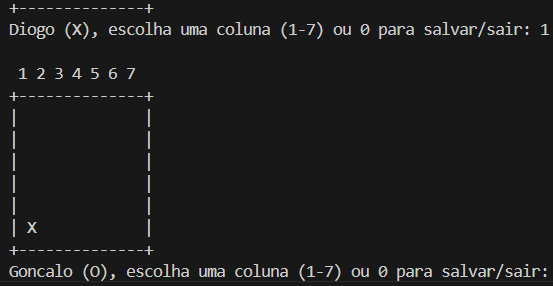 +--------------+
Diogo (X), escolha uma coluna (1-7) ou 0 para salvar/sair: 1
 1 2 3 4 5 6 7
+--------------+
|              |
|              |
|              |
|              |
|              |
| X            |
+--------------+
Goncalo (O), escolha uma coluna (1-7) ou 0 para salvar/sair: